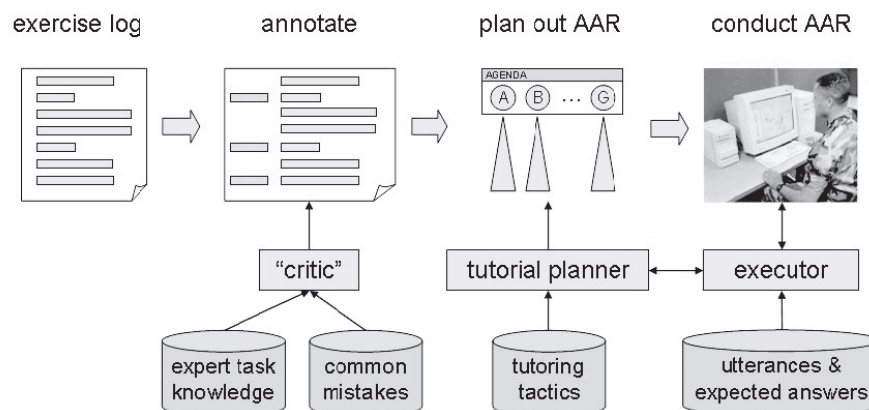 exercise log
annotate
plan out AAR
conduct AAR
AGENDA
A B ... G
“critic”
tutorial planner
executor
expert task
knowledge
common
mistakes
tutoring
tactics
utterances &
expected answers